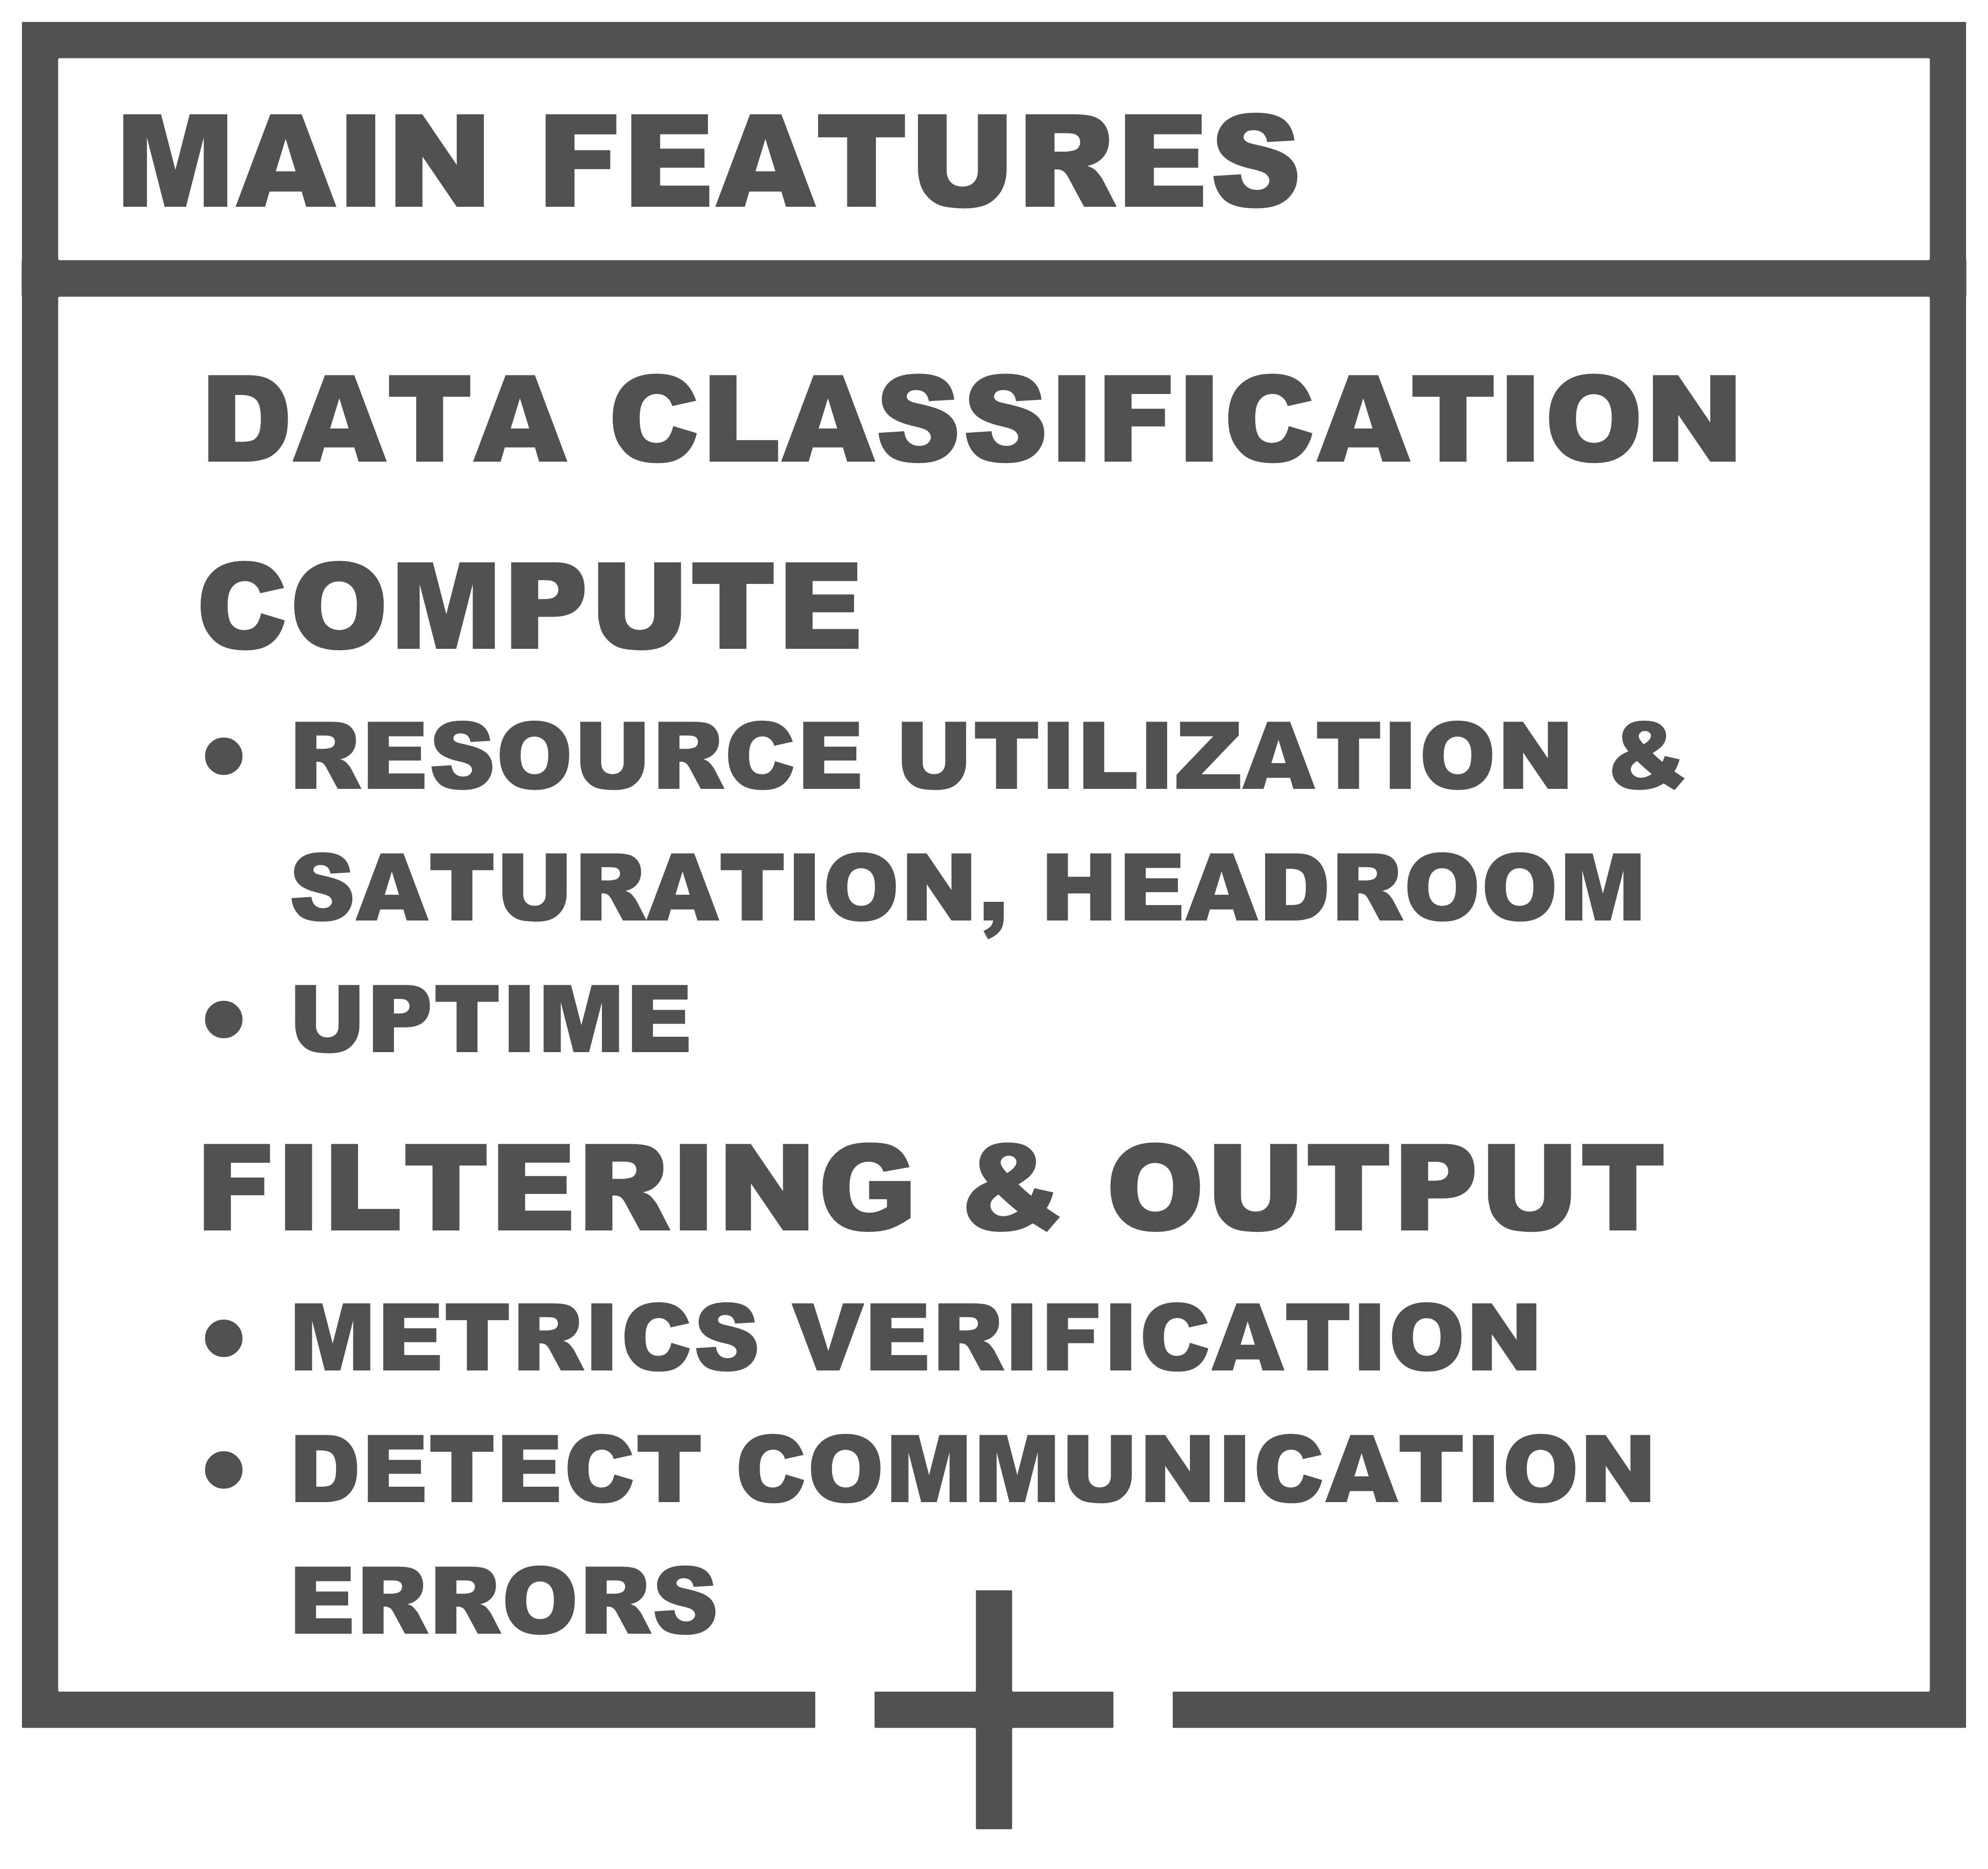 MAIN FEATURES
DATA CLASSIFICATION
COMPUTE
• RESOURCE UTILIZATION &
SATURATION, HEADROOM
• UPTIME
FILTERING & OUTPUT
• METRICS VERIFICATION
• DETECT COMMUNICATION
ERRORS